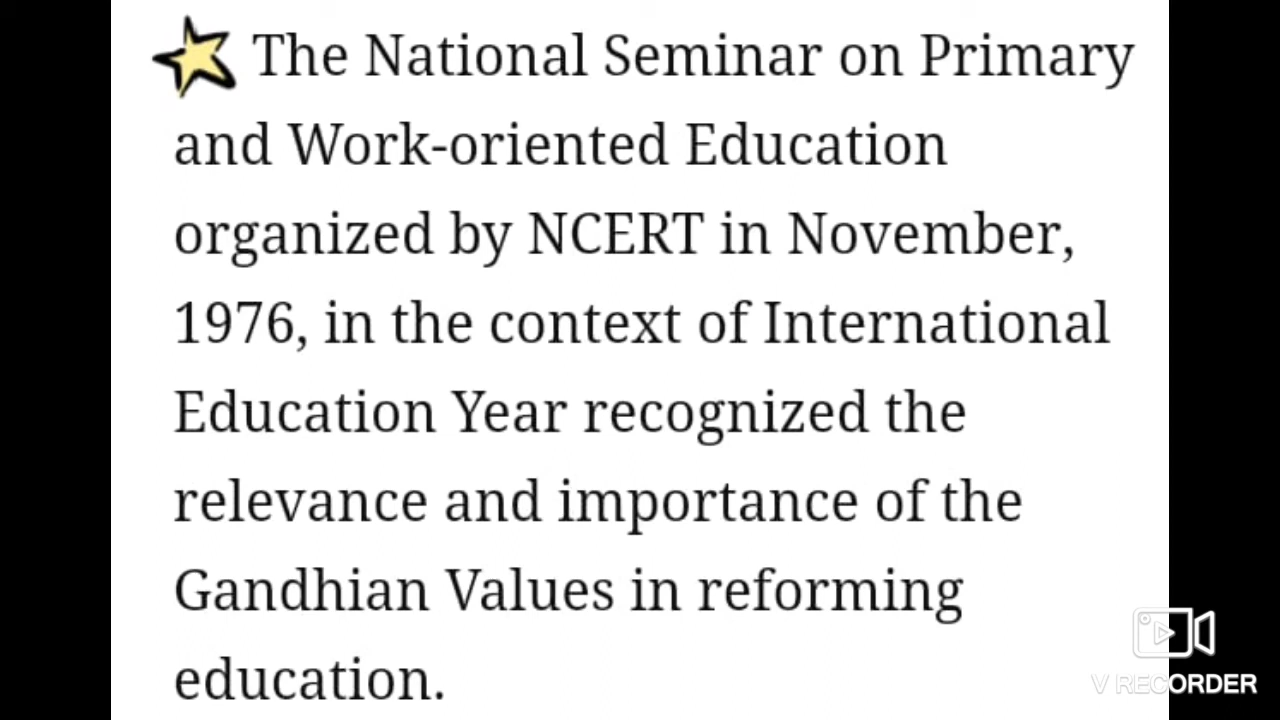 The National Seminar on Primary
and Work-oriented Education
organized by NCERT in November,
1976, in the context of International
Education Year recognized the
relevance and importance of the
Gandhian Values in reforming
education.
V RECORDER